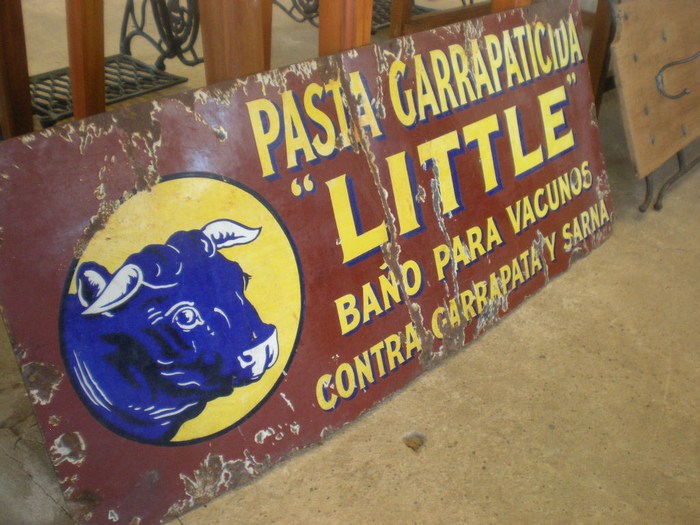 PASTA GARRAPATICIDA
"LITTLE"
BAÑO PARA VACUNOS
CONTRA GARRAPATA Y SARNA